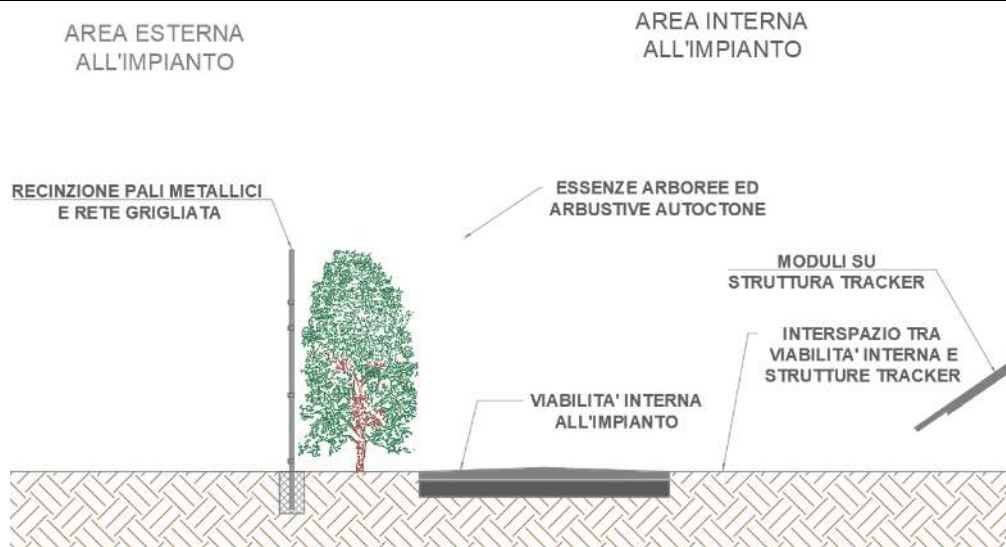 AREA ESTERNA
ALL'IMPIANTO
AREA INTERNA
ALL'IMPIANTO
RECINZIONE PALI METALLICI
E RETE GRIGLIATA
ESSENZE ARBOREE ED
ARBUSTIVE AUTOCTONE
MODULI SU
STRUTTURA TRACKER
INTERSPAZIO TRA
VIABILITA' INTERNA E
STRUTTURE TRACKER
VIABILITA' INTERNA
ALL'IMPIANTO